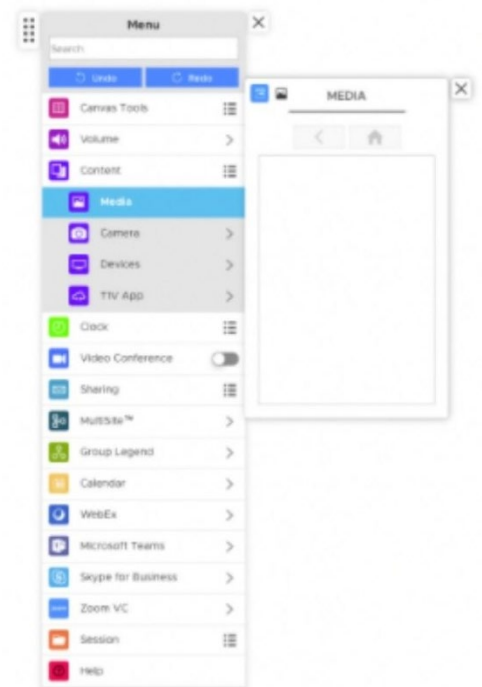 Menu
Search
Undo Redo
MEDIA
Canvas Tools
Volume
Content
Media
Camera
Devices
T1V App
Clock
Video Conference
Sharing
MultiSite™
Group Legend
Calendar
WebEx
Microsoft Teams
Skype for Business
Zoom VC
Session
Help